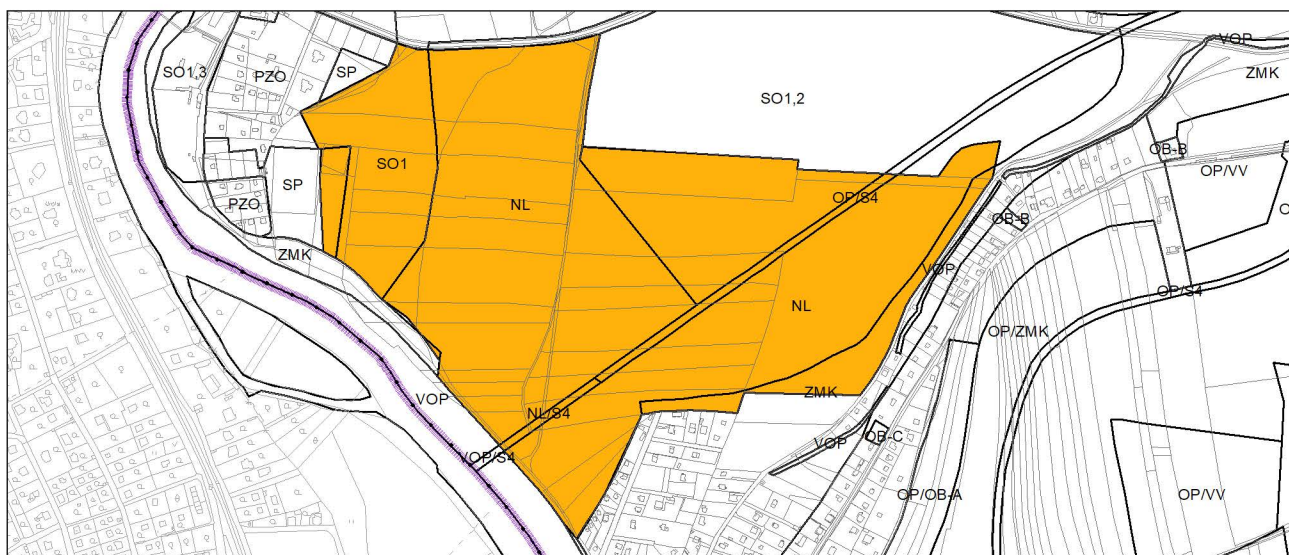 VOP
ZMK
SO1,3
PZO
SP
SO1,2
OB-B
OP/VV
SO1
SP
NL
OP/S4
PZO
OB-B
ZMK
VOP
OP/S4
NL
OP/ZMK
VOP
ZMK
NL/S4
VOP
OB-C
VOP/S4
OP/OB-A
OP/VV